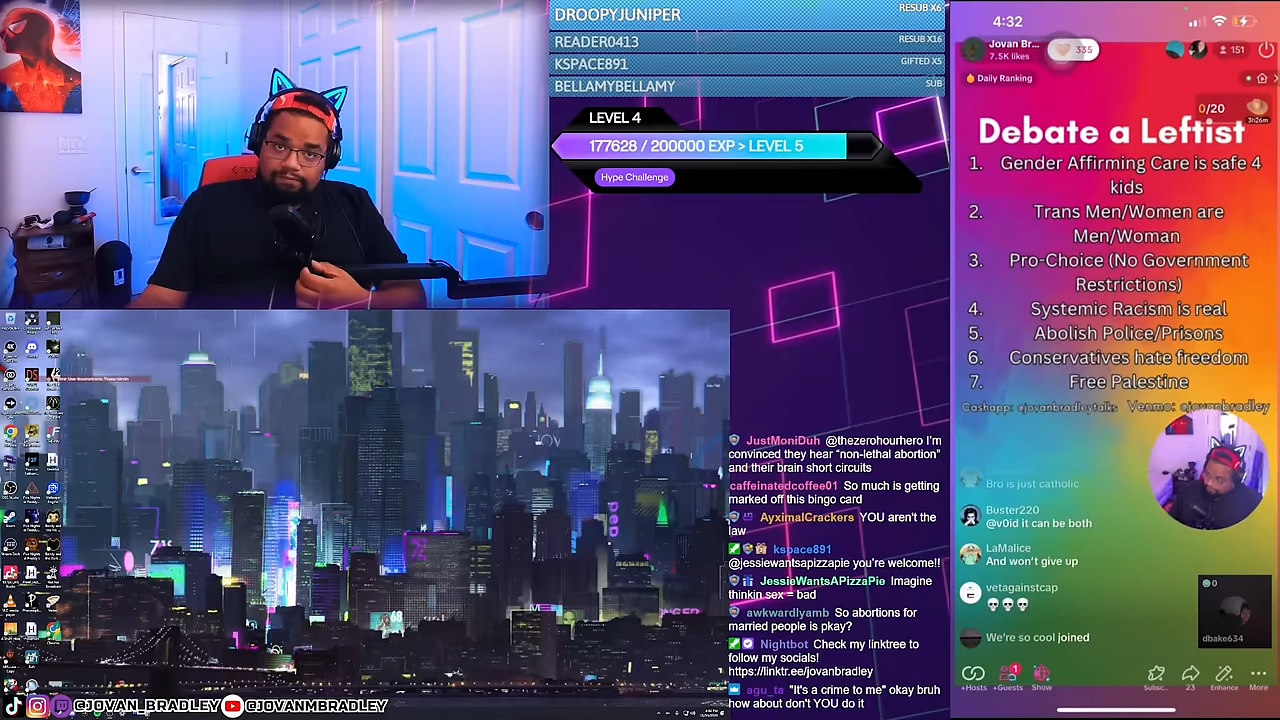 DROOPYJUNIPER
RESUB X6
READER0413
RESUB X16
KSPACE891
GIFTED X5
BELLAMYBELLAMY
SUB
LEVEL 4
177628 / 200000 EXP > LEVEL 5
Hype Challenge
JustMoniDuh @thezerohourhero I'm
convinced they hear "non-lethal abortion"
and their brain short circuits
caffeinatedcoffee01 So much is getting
marked off this bingo card
AyximalCrackers YOU aren't the
law
kspace891
@jessiewantsapizzapie you're welcome!!
JessieWantsAPizzaPie Imagine
thinkin sex = bad
awkwardlyamb So abortions for
married people is pkay?
Nightbot Check my linktree to
follow my socials!
https://linktr.ee/jovanbradley
agu_ta "It's a crime to me" okay bruh
how about don't YOU do it
@JOVAN_BRADLEY
@JOVANMBRADLEY
4:32
Jovan Br...
7.5K likes
335
151
Daily Ranking
0/20
3h26m
Debate a Leftist
1. Gender Affirming Care is safe 4
kids
2. Trans Men/Women are
Men/Woman
3. Pro-Choice (No Government
Restrictions)
4. Systemic Racism is real
5. Abolish Police/Prisons
6. Conservatives hate freedom
7. Free Palestine
Cashapp: @jovanbradleytalks Venmo: @jovanbradley
Bro is just catholic
Buster220
@v0id it can be both
LaMalice
And won't give up
vetagainstcap
We're so cool joined
0
dbake634
1
+Hosts
+Guests
Show
Subsc...
23
Enhance
More